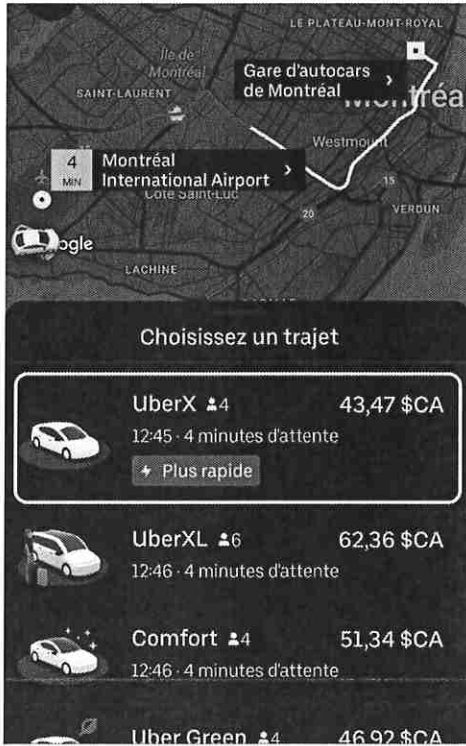 LE PLATEAU-MONT-ROYAL
Île de
Montréal
Gare d'autocars
de Montréal
SAINT-LAURENT
Westmount
4
MIN
Montréal
International Airport
Côte Saint-Luc
15
20
VERDUN
LACHINE
Choisissez un trajet
UberX 4
43,47 $CA
12:45 · 4 minutes d'attente
Plus rapide
UberXL 6
62,36 $CA
12:46 · 4 minutes d'attente
Comfort 4
51,34 $CA
12:46 · 4 minutes d'attente
Uber Green 4
46,92 $CA